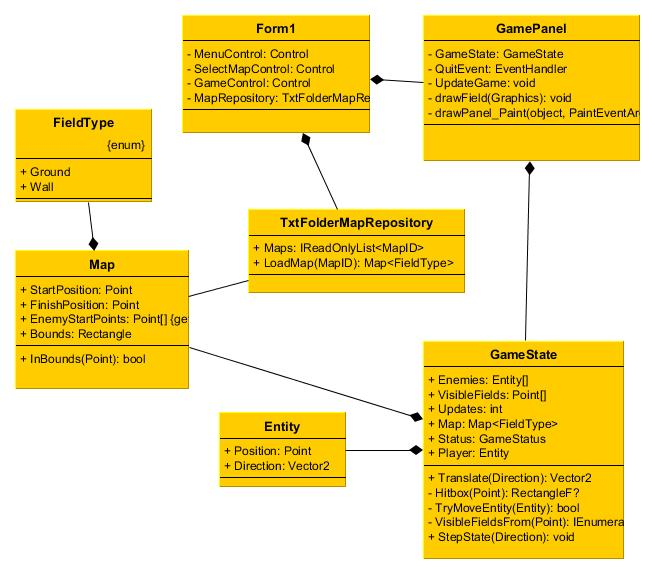 Form1
- MenuControl: Control
- SelectMapControl: Control
- GameControl: Control
- MapRepository: TxtFolderMapRe
GamePanel
- GameState: GameState
- QuitEvent: EventHandler
- UpdateGame: void
- drawField(Graphics): void
- drawPanel_Paint(object, PaintEventAr
FieldType
{enum}
+ Ground
+ Wall
TxtFolderMapRepository
+ Maps: IReadOnlyList<MapID>
+ LoadMap(MapID): Map<FieldType>
Map
+ StartPosition: Point
+ FinishPosition: Point
+ EnemyStartPoints: Point[] {ge
+ Bounds: Rectangle
+ InBounds(Point): bool
GameState
+ Enemies: Entity[]
+ VisibleFields: Point[]
+ Updates: int
+ Map: Map<FieldType>
+ Status: GameStatus
+ Player: Entity
+ Translate(Direction): Vector2
- Hitbox(Point): RectangleF?
- TryMoveEntity(Entity): bool
- VisibleFieldsFrom(Point): IEnumera
+ StepState(Direction): void
Entity
+ Position: Point
+ Direction: Vector2